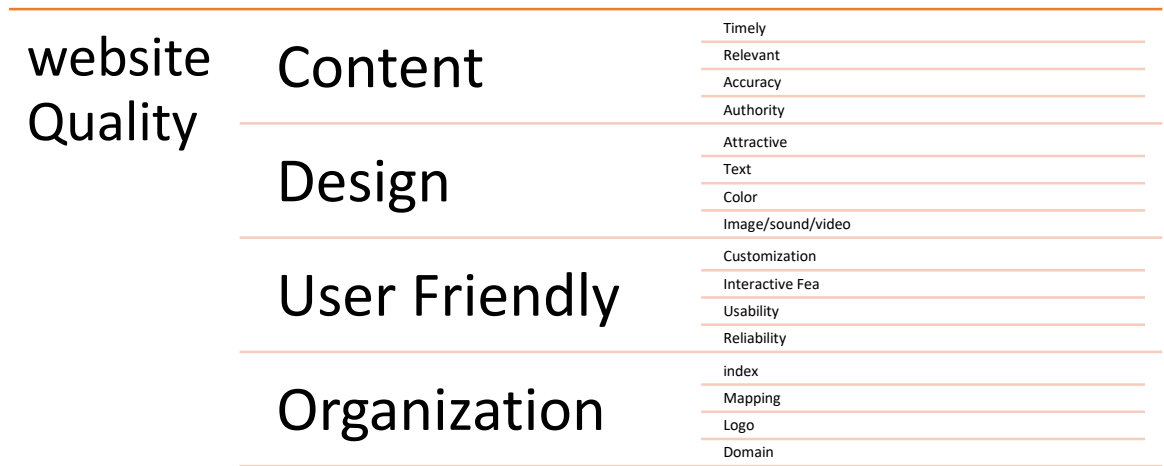 website
Quality
Content
Timely
Relevant
Accuracy
Authority
Design
Attractive
Text
Color
Image/sound/video
User Friendly
Customization
Interactive Fea
Usability
Reliability
Organization
index
Mapping
Logo
Domain